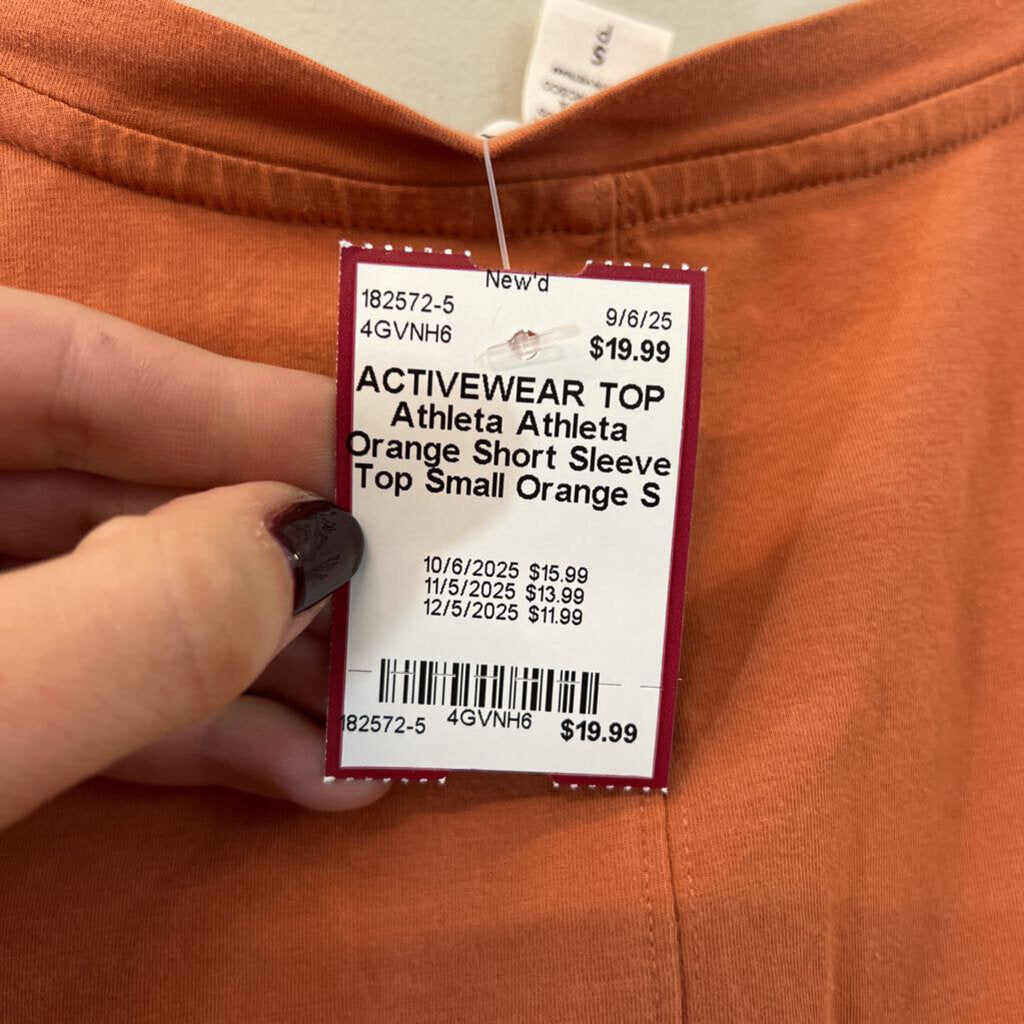 S
New'd
182572-5
9/6/25
4GVNH6
$19.99
ACTIVEWEAR TOP
Athleta Athleta
Orange Short Sleeve
Top Small Orange S
10/6/2025 $15.99
11/5/2025 $13.99
12/5/2025 $11.99
182572-5 4GVNH6 $19.99